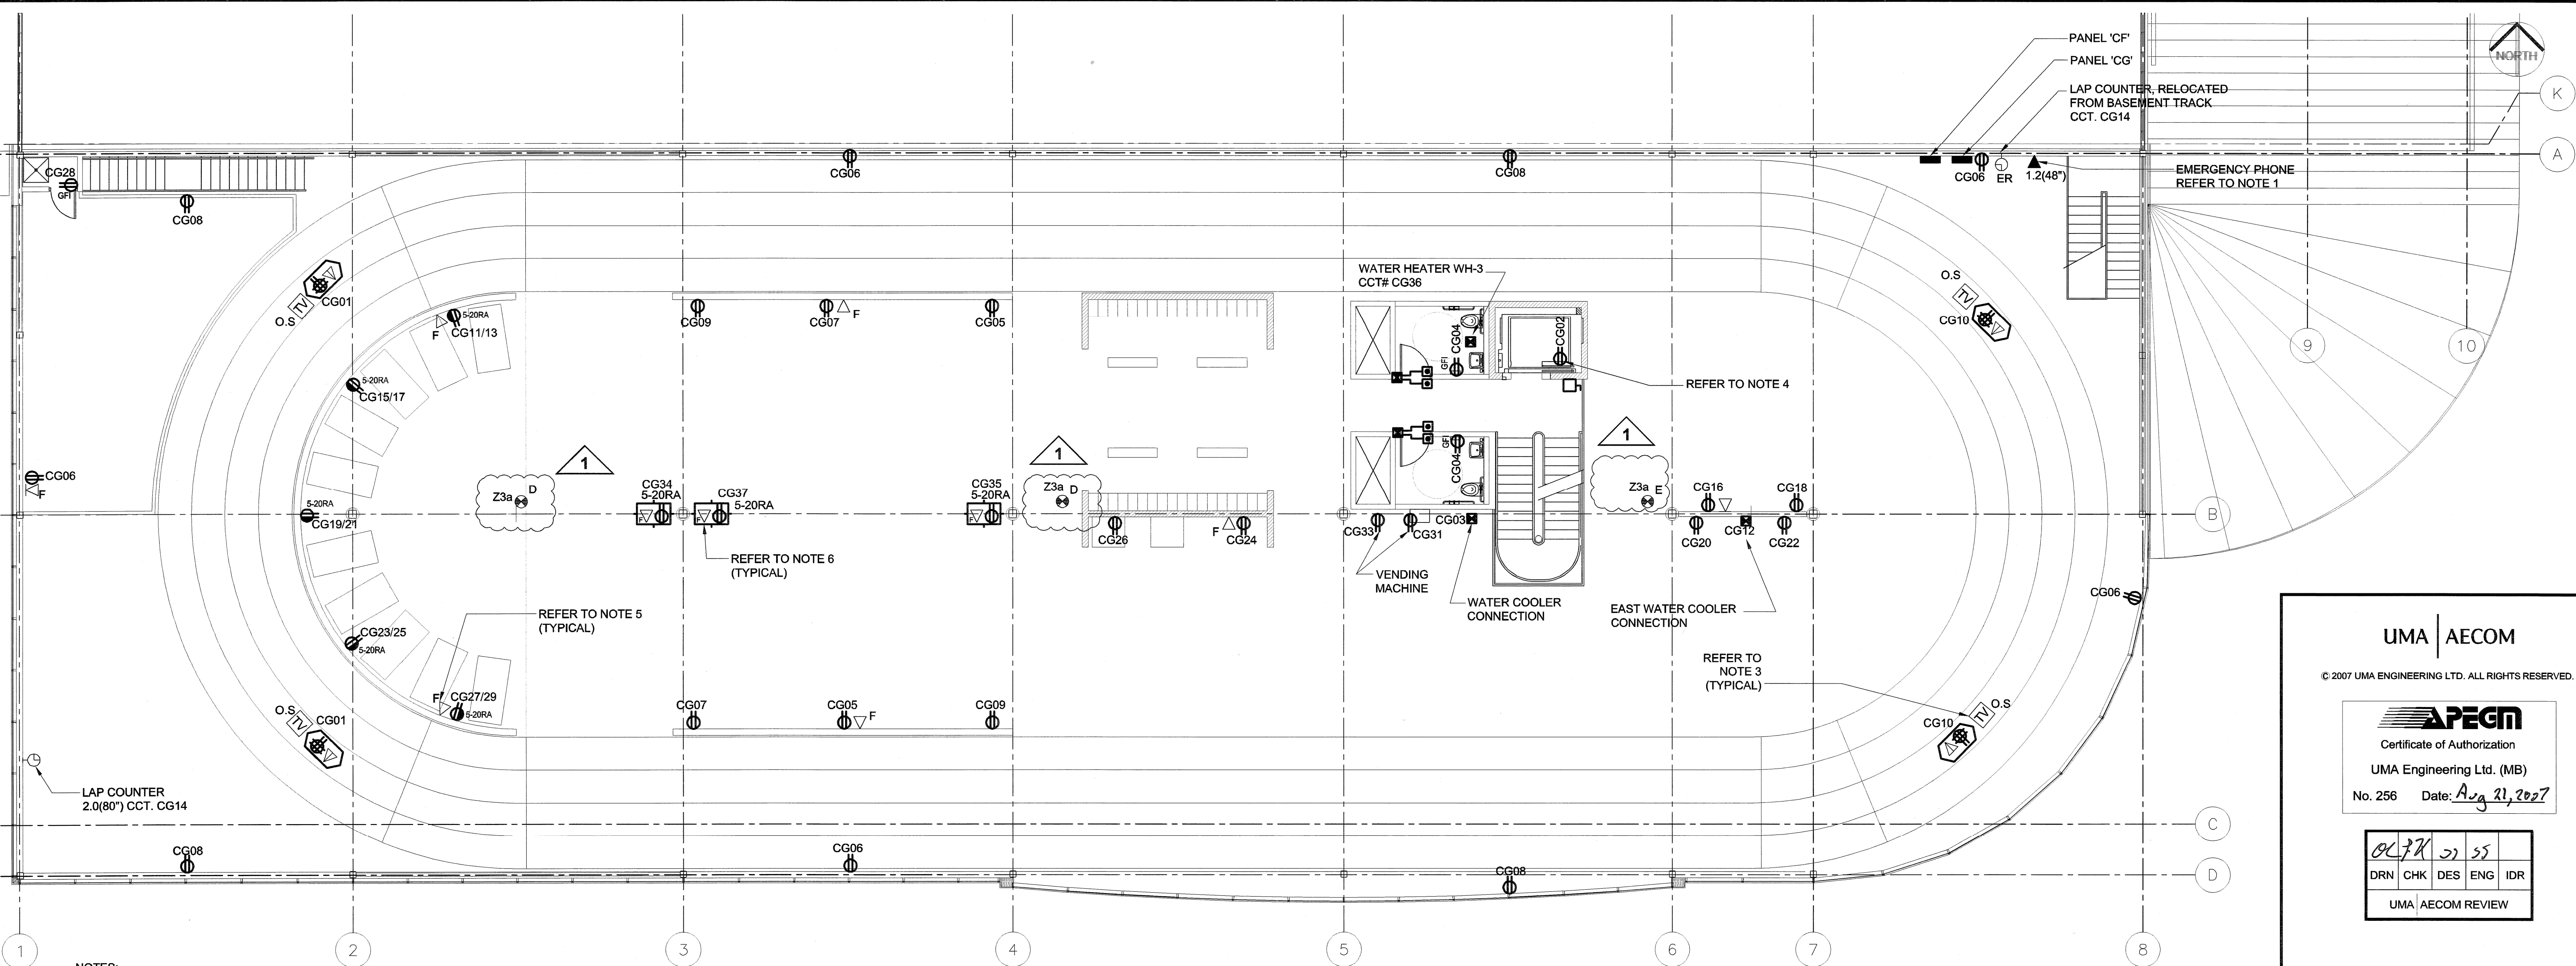 PANEL 'CF'
PANEL 'CG'
LAP COUNTER, RELOCATED
FROM BASEMENT TRACK
CCT. CG14
NORTH
K
A
CG28
GFI
CG08
CG06
CG08
CG06
ER
1.2(48")
EMERGENCY PHONE
REFER TO NOTE 1
O.S
TV
CG01
F
5-20RA
CG11/13
CG09
CG07
F
CG05
WATER HEATER WH-3
CCT# CG36
GFI
CG04
CG02
REFER TO NOTE 4
O.S
TV
CG10
9
10
5-20RA
CG15/17
CG06
F
5-20RA
CG19/21
1
Z3a
D
CG34
5-20RA
F
CG37
5-20RA
F
REFER TO NOTE 6
(TYPICAL)
CG35
5-20RA
F
1
Z3a
D
CG26
F
CG24
GFI
CG04
CG33
CG31
CG03
VENDING
MACHINE
WATER COOLER
CONNECTION
1
Z3a
E
CG16
CG18
CG20
CG12
CG22
EAST WATER COOLER
CONNECTION
B
CG06
CG23/25
5-20RA
REFER TO NOTE 5
(TYPICAL)
F
CG27/29
5-20RA
O.S
TV
CG01
CG07
CG05
F
CG09
REFER TO
NOTE 3
(TYPICAL)
TV
O.S
CG10
LAP COUNTER
2.0(80") CCT. CG14
CG08
CG06
CG08
C
D
1
2
3
4
5
6
7
8
NOTES:
UMA | AECOM
© 2007 UMA ENGINEERING LTD. ALL RIGHTS RESERVED.
APEGM
Certificate of Authorization
UMA Engineering Ltd. (MB)
No. 256 Date: Aug 21, 2007
DRN CHK DES ENG IDR
UMA | AECOM REVIEW